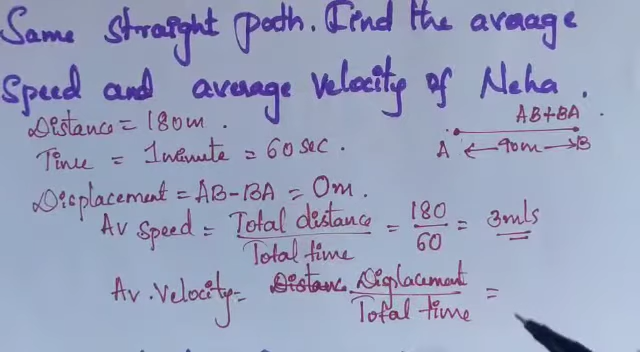 Same straight path. Find the average
Speed and average velocity of Neha.
Distance = 180m.
AB+BA
Time = 1 minute = 60 sec.
A ← 90m → B
Displacement = AB - BA = 0m.
Av Speed = Total distance / Total time = 180 / 60 = 3m/s
Av. Velocity = Displacement / Total time =